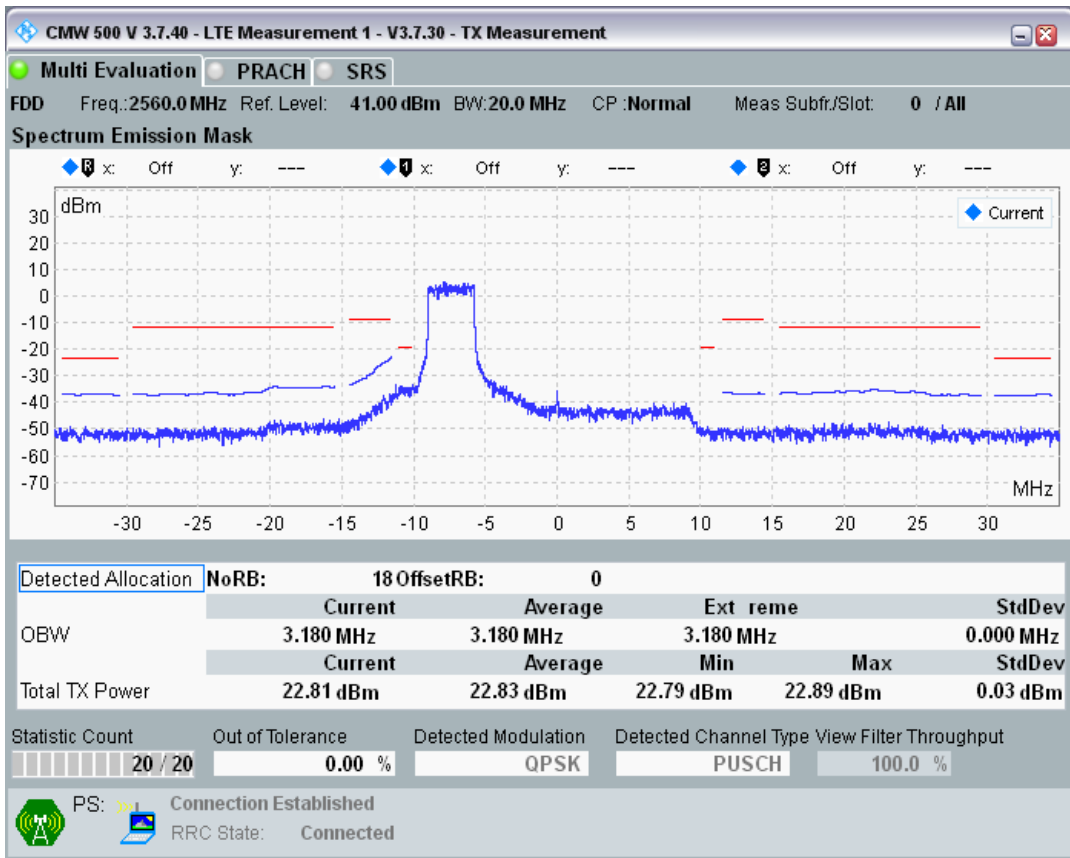 CMW 500 V 3.7.40 - LTE Measurement 1 - V3.7.30 - TX Measurement
Multi Evaluation PRACH SRS
FDD Freq.:2560.0 MHz Ref. Level: 41.00 dBm BW:20.0 MHz CP :Normal Meas Subfr./Slot: 0 / All
Spectrum Emission Mask
R x: Off y: --- 1 x: Off y: --- 2 x: Off y: ---
dBm
Current
30
20
10
0
-10
-20
-30
-40
-50
-60
-70
MHz
-30 -25 -20 -15 -10 -5 0 5 10 15 20 25 30
Detected Allocation NoRB: 18 OffsetRB: 0
Current Average Ext reme StdDev
OBW 3.180 MHz 3.180 MHz 3.180 MHz 0.000 MHz
Current Average Min Max StdDev
Total TX Power 22.81 dBm 22.83 dBm 22.79 dBm 22.89 dBm 0.03 dBm
Statistic Count Out of Tolerance Detected Modulation Detected Channel Type View Filter Throughput
20 / 20 0.00 % QPSK PUSCH 100.0 %
PS: Connection Established
RRC State: Connected